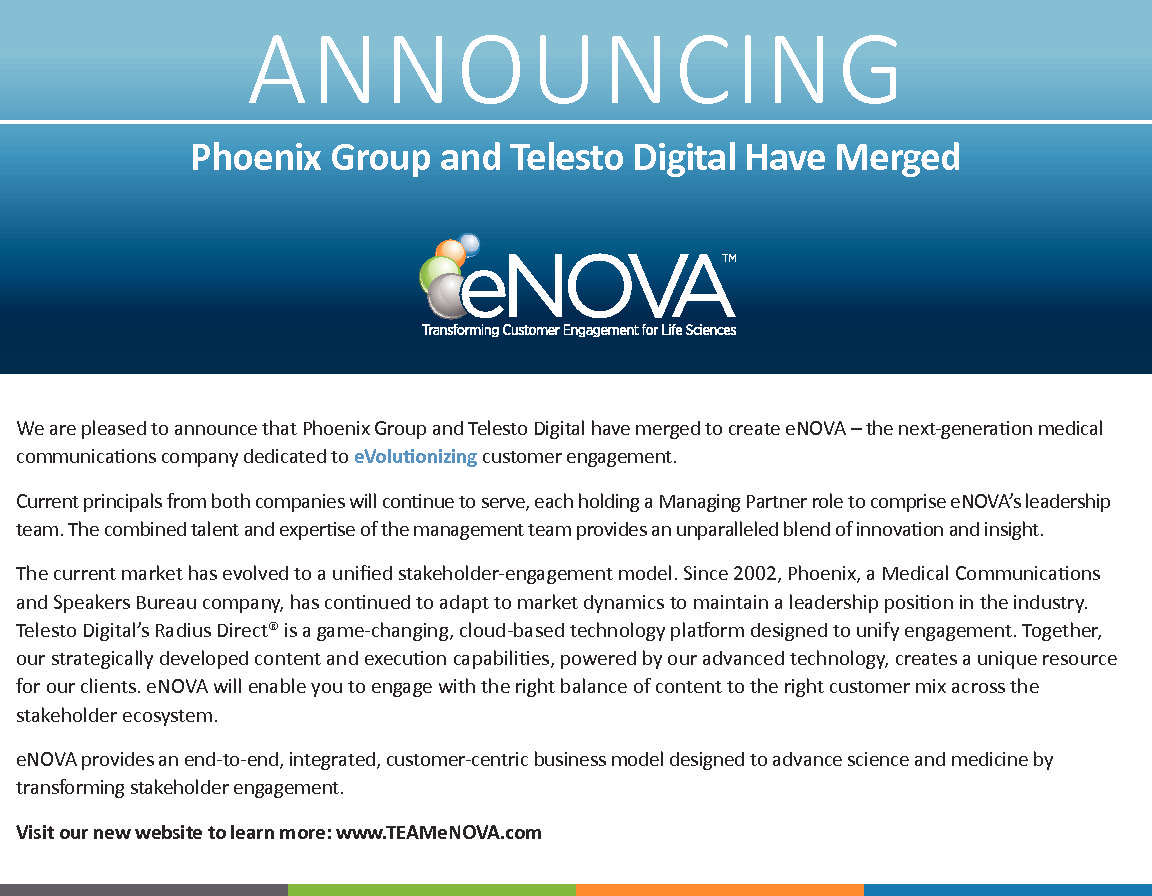 ANNOUNCING
Phoenix Group and Telesto Digital Have Merged
eNOVA™
Transforming Customer Engagement for Life Sciences
We are pleased to announce that Phoenix Group and Telesto Digital have merged to create eNOVA – the next-generation medical
communications company dedicated to eVolutionizing customer engagement.
Current principals from both companies will continue to serve, each holding a Managing Partner role to comprise eNOVA’s leadership
team. The combined talent and expertise of the management team provides an unparalleled blend of innovation and insight.
The current market has evolved to a unified stakeholder-engagement model. Since 2002, Phoenix, a Medical Communications
and Speakers Bureau company, has continued to adapt to market dynamics to maintain a leadership position in the industry.
Telesto Digital’s Radius Direct® is a game-changing, cloud-based technology platform designed to unify engagement. Together,
our strategically developed content and execution capabilities, powered by our advanced technology, creates a unique resource
for our clients. eNOVA will enable you to engage with the right balance of content to the right customer mix across the
stakeholder ecosystem.
eNOVA provides an end-to-end, integrated, customer-centric business model designed to advance science and medicine by
transforming stakeholder engagement.
Visit our new website to learn more: www.TEAMeNOVA.com